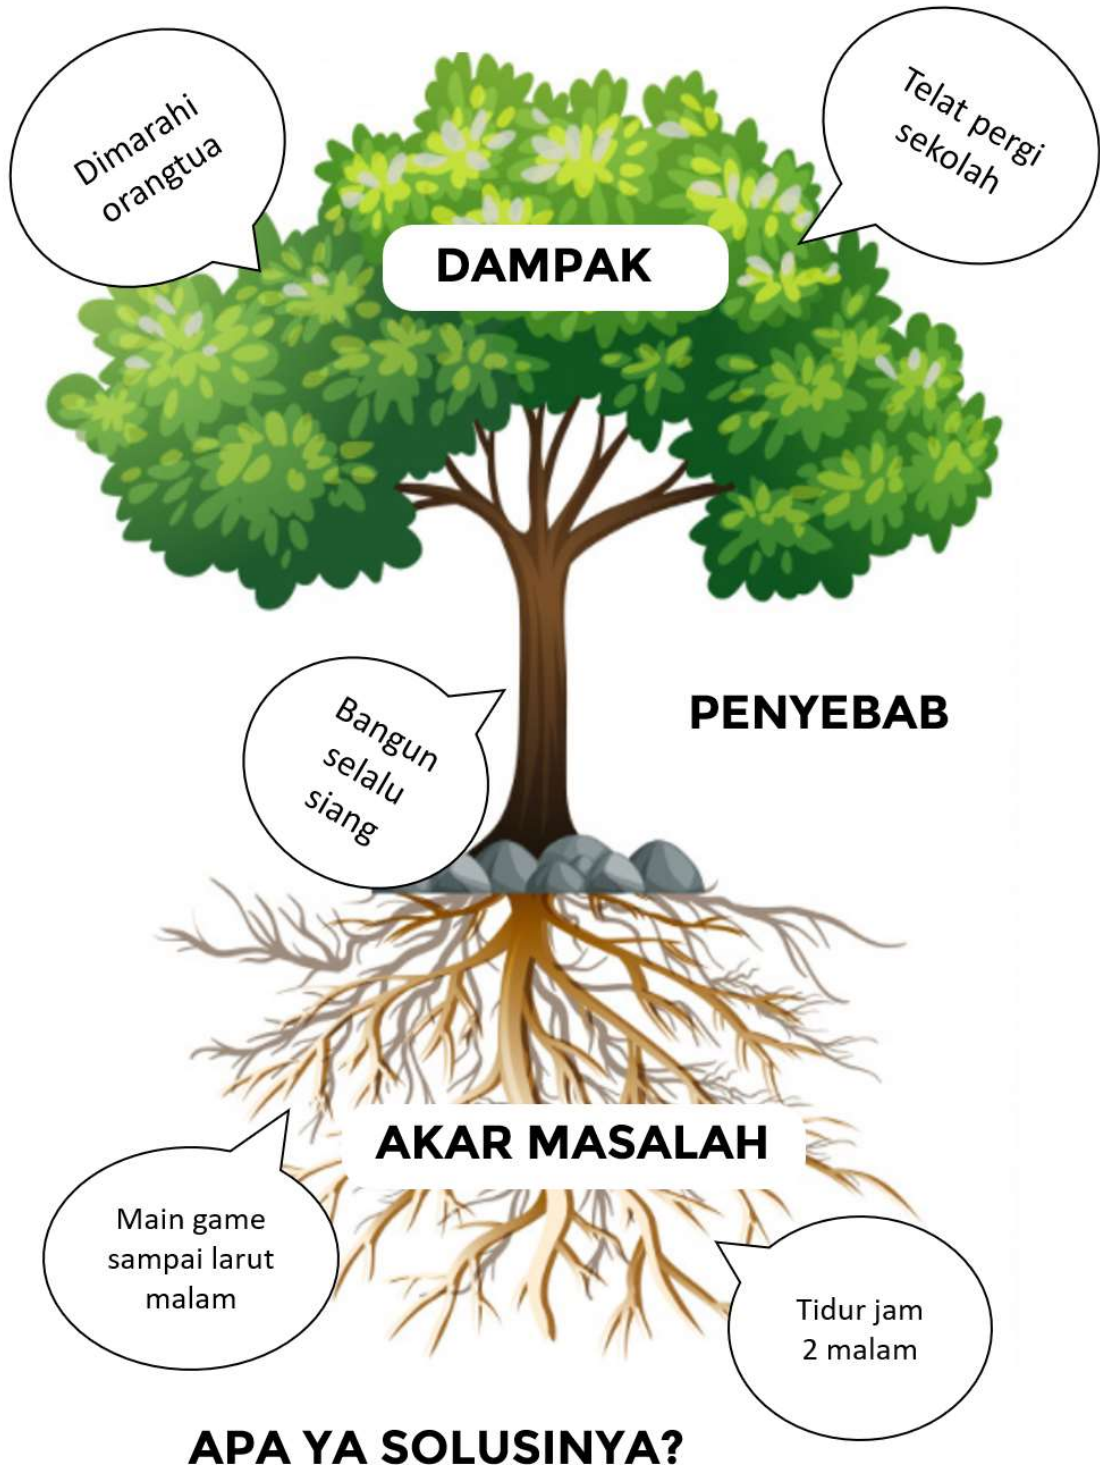 Dimarahi
orangtua
Telat pergi
sekolah
DAMPAK
Bangun
selalu
siang
PENYEBAB
AKAR MASALAH
Main game
sampai larut
malam
Tidur jam
2 malam
APA YA SOLUSINYA?